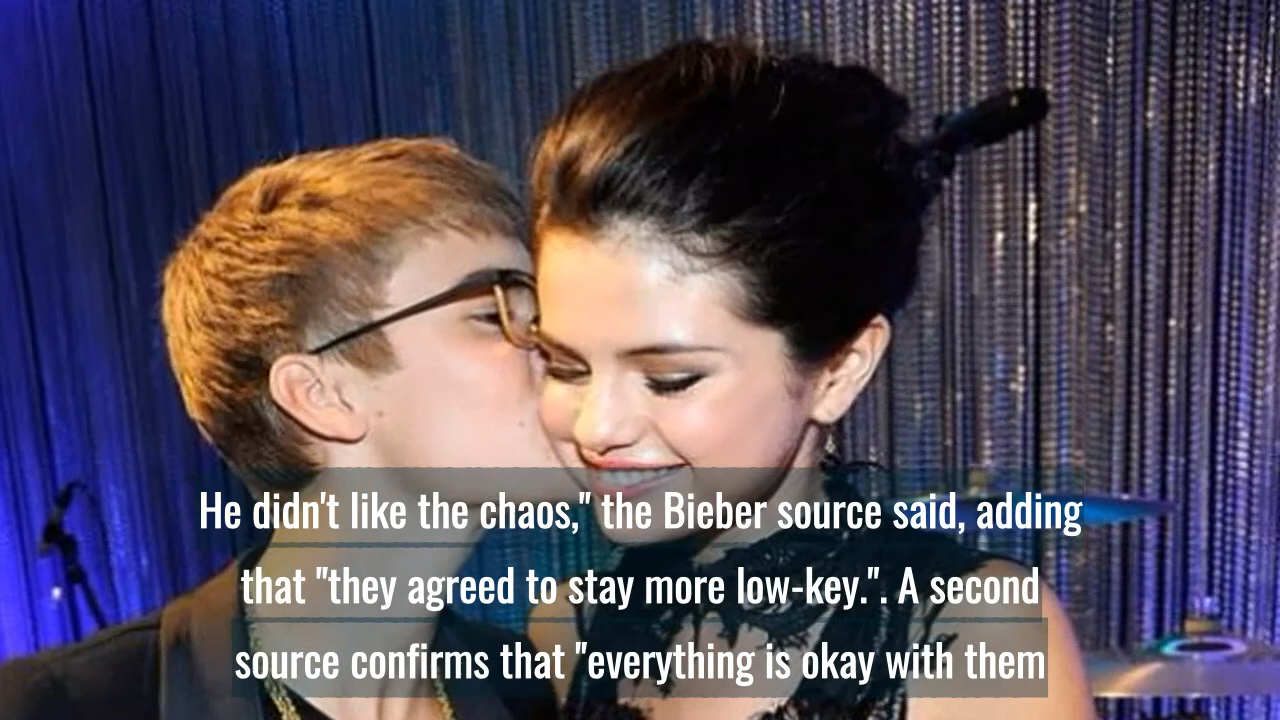 He didn't like the chaos," the Bieber source said, adding
that "they agreed to stay more low-key.". A second
source confirms that "everything is okay with them